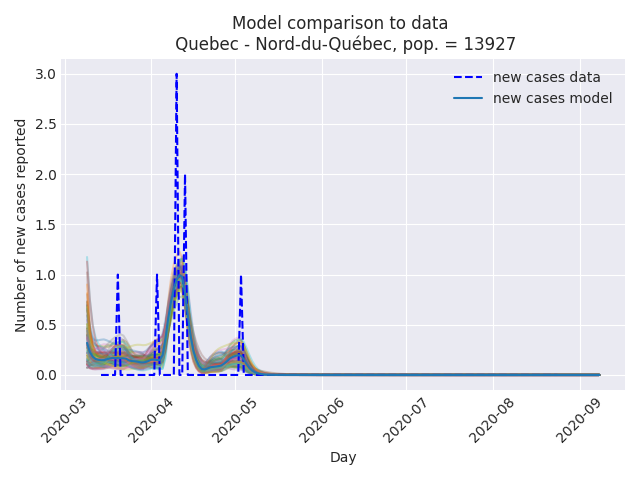 Model comparison to data
Quebec - Nord-du-Québec, pop. = 13927
new cases data
new cases model
Number of new cases reported
3.0
2.5
2.0
1.5
1.0
0.5
0.0
2020-03
2020-04
2020-05
2020-06
2020-07
2020-08
2020-09
Day